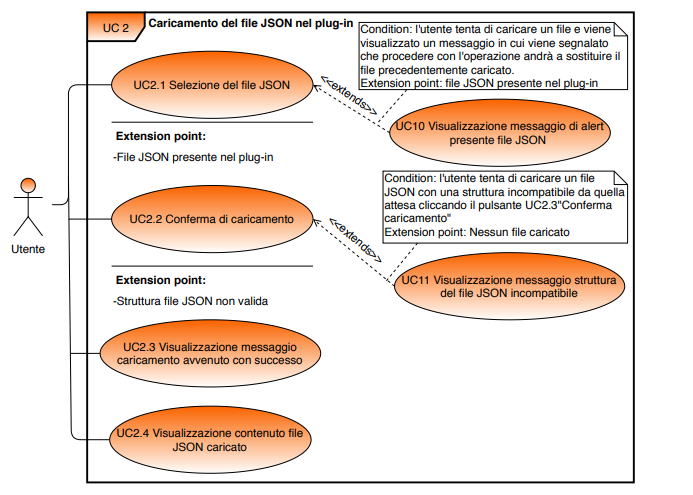 UC 2
Caricamento del file JSON nel plug-in
Condition: l'utente tenta di caricare un file e viene
visualizzato un messaggio in cui viene segnalato
che procedere con l'operazione andrà a sostituire il
file precedentemente caricato.
Extension point: file JSON presente nel plug-in
UC2.1 Selezione del file JSON
<<extends>>
UC10 Visualizzazione messaggio di alert
presente file JSON
Extension point:
-File JSON presente nel plug-in
Condition: l'utente tenta di caricare un file
JSON con una struttura incompatibile da quella
attesa cliccando il pulsante UC2.3"Conferma
caricamento"
Extension point: Nessun file caricato
Utente
UC2.2 Conferma di caricamento
<<extends>>
UC11 Visualizzazione messaggio struttura
del file JSON incompatibile
Extension point:
-Struttura file JSON non valida
UC2.3 Visualizzazione messaggio
caricamento avvenuto con successo
UC2.4 Visualizzazione contenuto file
JSON caricato